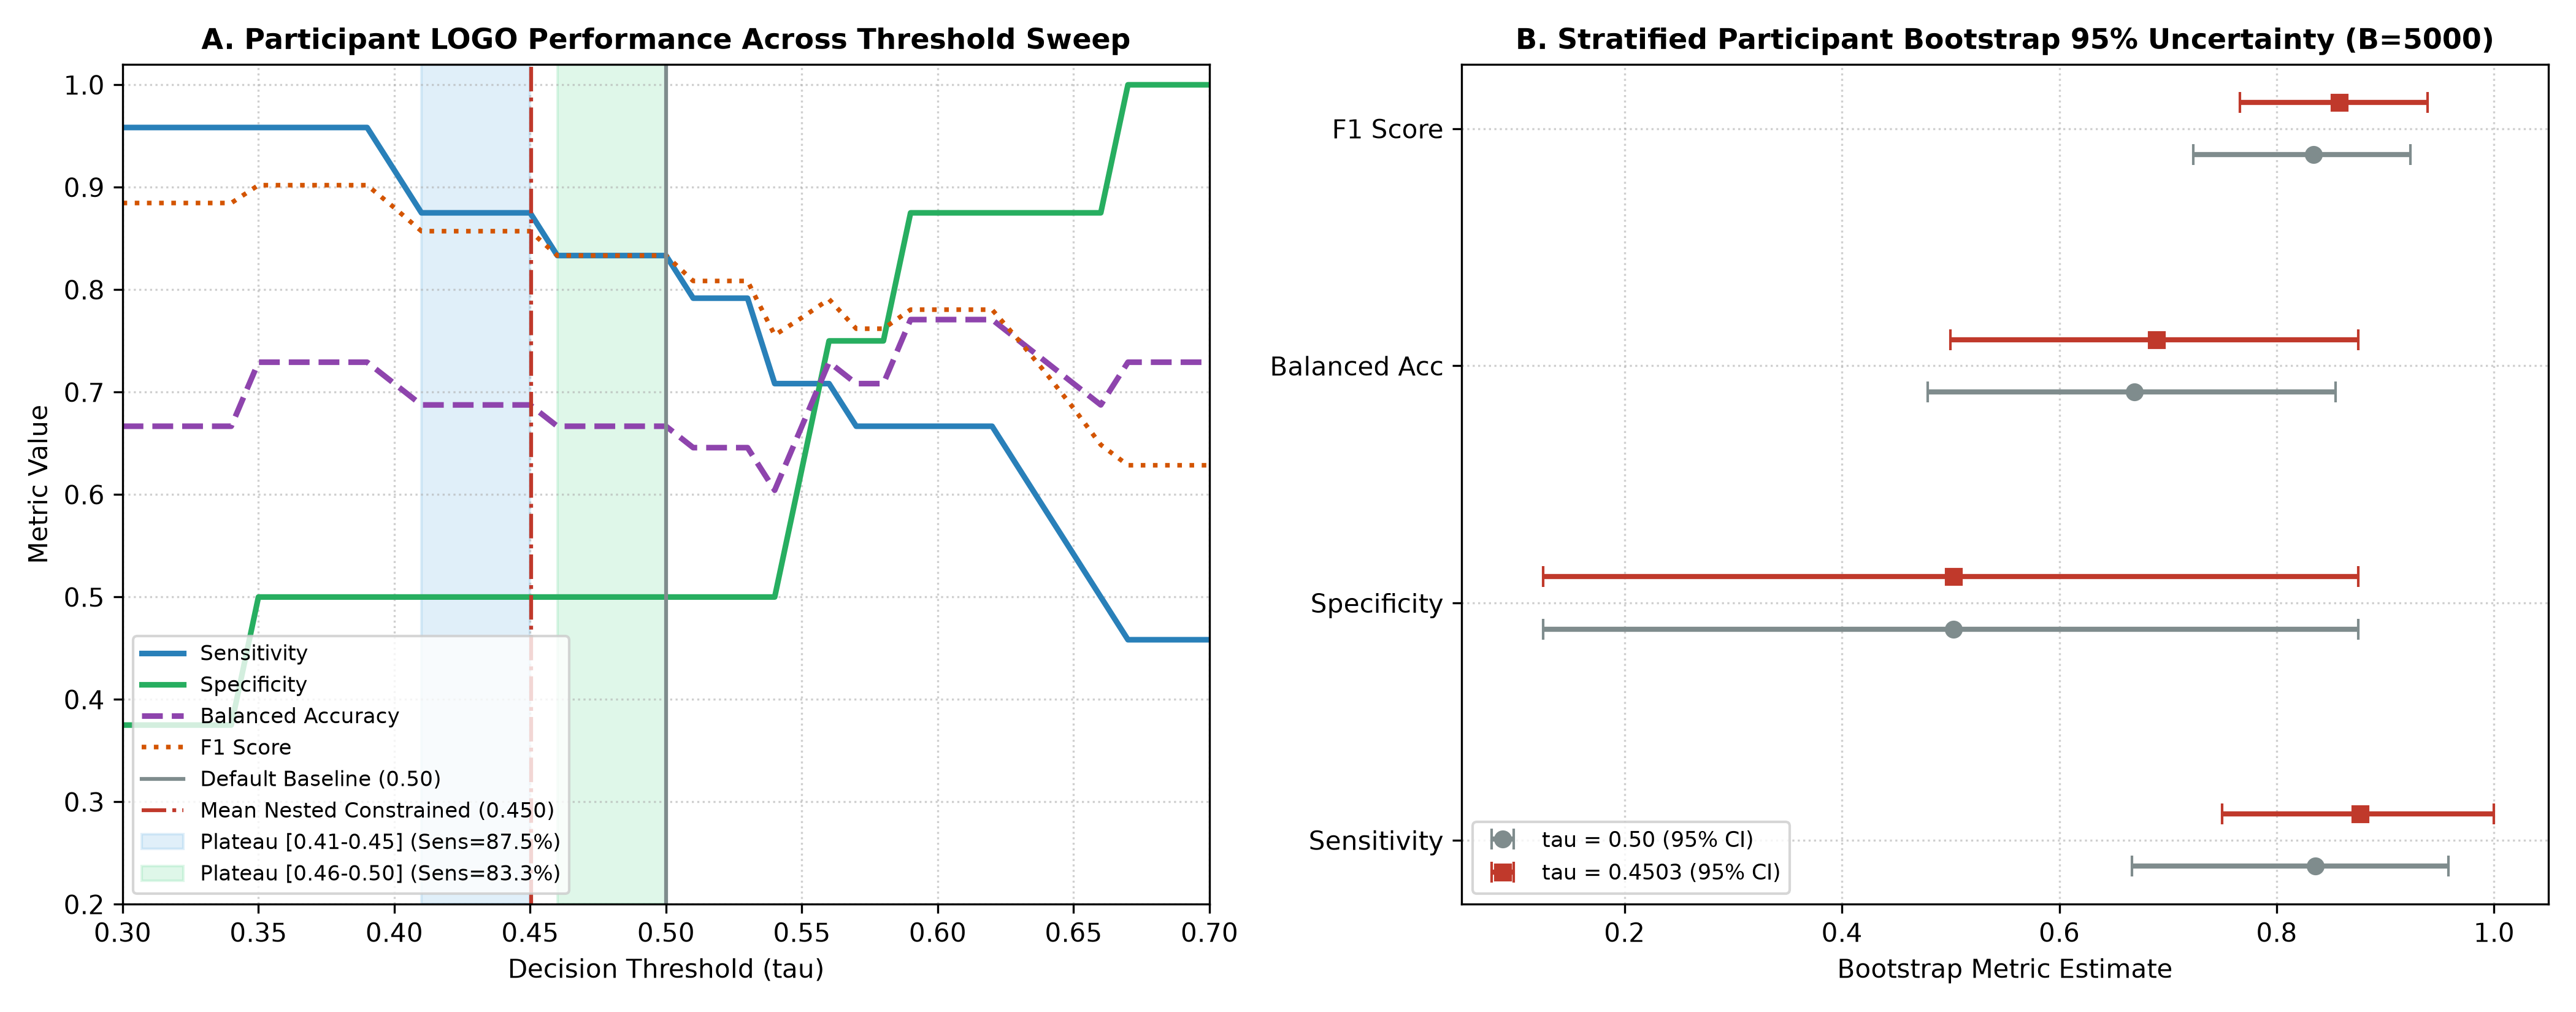 A. Participant LOGO Performance Across Threshold Sweep
Metric Value
1.0
0.9
0.8
0.7
0.6
0.5
0.4
0.3
0.2
Sensitivity
Specificity
Balanced Accuracy
F1 Score
Default Baseline (0.50)
Mean Nested Constrained (0.450)
Plateau [0.41-0.45] (Sens=87.5%)
Plateau [0.46-0.50] (Sens=83.3%)
0.30 0.35 0.40 0.45 0.50 0.55 0.60 0.65 0.70
Decision Threshold (tau)
B. Stratified Participant Bootstrap 95% Uncertainty (B=5000)
F1 Score
Balanced Acc
Specificity
Sensitivity
tau = 0.50 (95% CI)
tau = 0.4503 (95% CI)
0.2 0.4 0.6 0.8 1.0
Bootstrap Metric Estimate